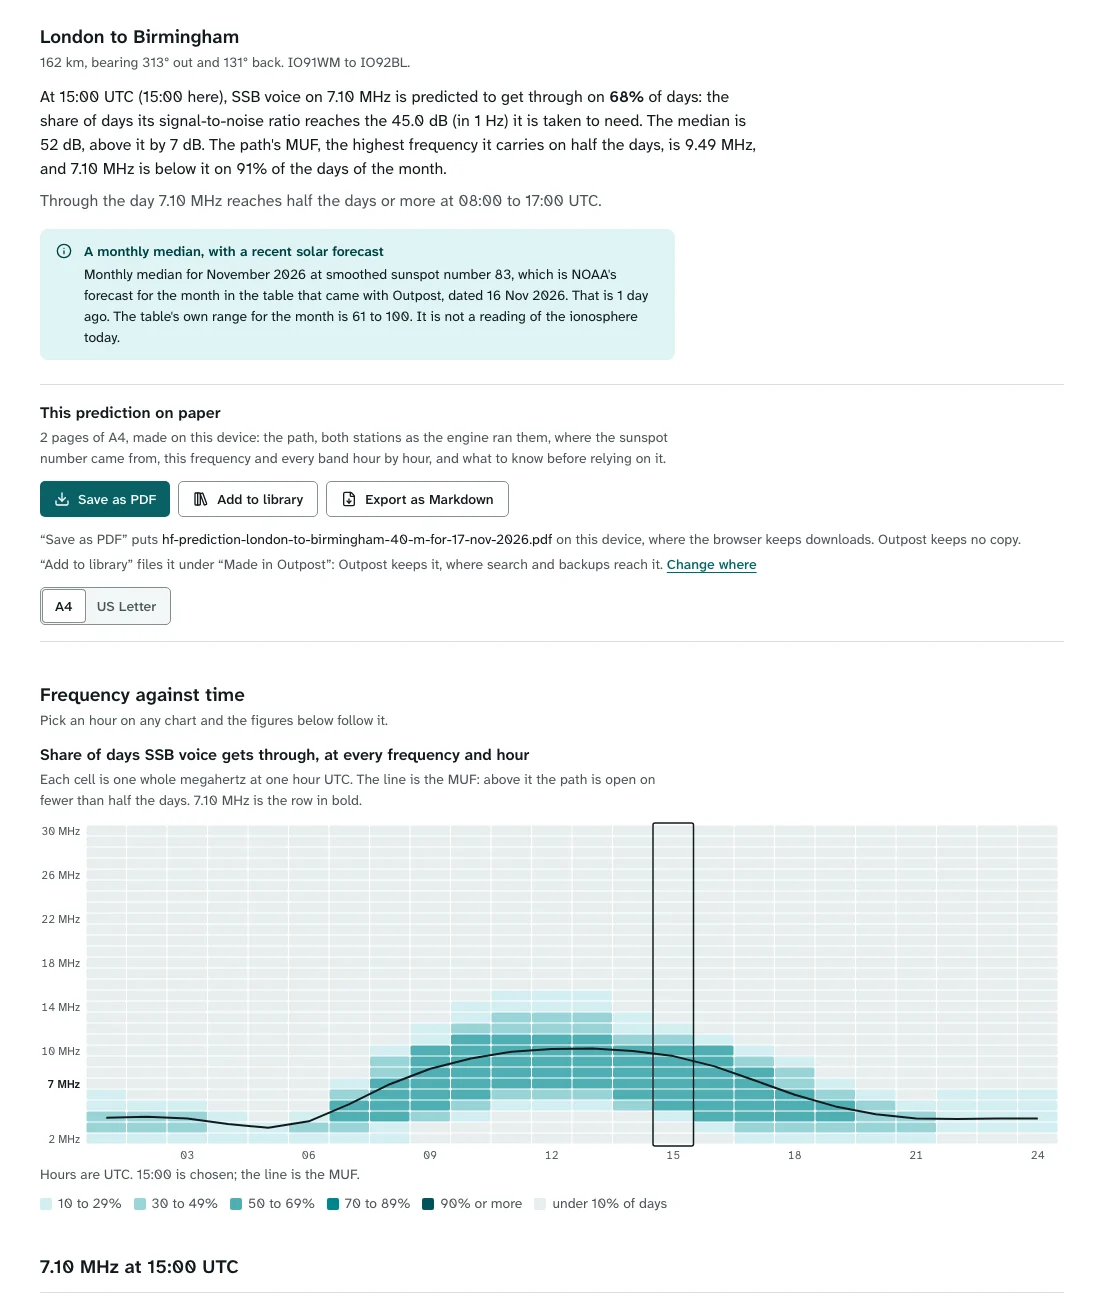 London to Birmingham
162 km, bearing 313° out and 131° back. IO91WM to IO92BL.
At 15:00 UTC (15:00 here), SSB voice on 7.10 MHz is predicted to get through on 68% of days: the
share of days its signal-to-noise ratio reaches the 45.0 dB (in 1 Hz) it is taken to need. The median is
52 dB, above it by 7 dB. The path's MUF, the highest frequency it carries on half the days, is 9.49 MHz,
and 7.10 MHz is below it on 91% of the days of the month.
Through the day 7.10 MHz reaches half the days or more at 08:00 to 17:00 UTC.
A monthly median, with a recent solar forecast
Monthly median for November 2026 at smoothed sunspot number 83, which is NOAA's
forecast for the month in the table that came with Outpost, dated 16 Nov 2026. That is 1 day
ago. The table's own range for the month is 61 to 100. It is not a reading of the ionosphere
today.
This prediction on paper
2 pages of A4, made on this device: the path, both stations as the engine ran them, where the sunspot
number came from, this frequency and every band hour by hour, and what to know before relying on it.
Save as PDF
Add to library
Export as Markdown
“Save as PDF” puts hf-prediction-london-to-birmingham-40-m-for-17-nov-2026.pdf on this device, where the browser keeps downloads. Outpost keeps no copy.
“Add to library” files it under “Made in Outpost”: Outpost keeps it, where search and backups reach it. Change where
A4
US Letter
Frequency against time
Pick an hour on any chart and the figures below follow it.
Share of days SSB voice gets through, at every frequency and hour
Each cell is one whole megahertz at one hour UTC. The line is the MUF: above it the path is open on
fewer than half the days. 7.10 MHz is the row in bold.
30 MHz
26 MHz
22 MHz
18 MHz
14 MHz
10 MHz
7 MHz
2 MHz
03 06 09 12 15 18 21 24
Hours are UTC. 15:00 is chosen; the line is the MUF.
10 to 29% 30 to 49% 50 to 69% 70 to 89% 90% or more under 10% of days
7.10 MHz at 15:00 UTC